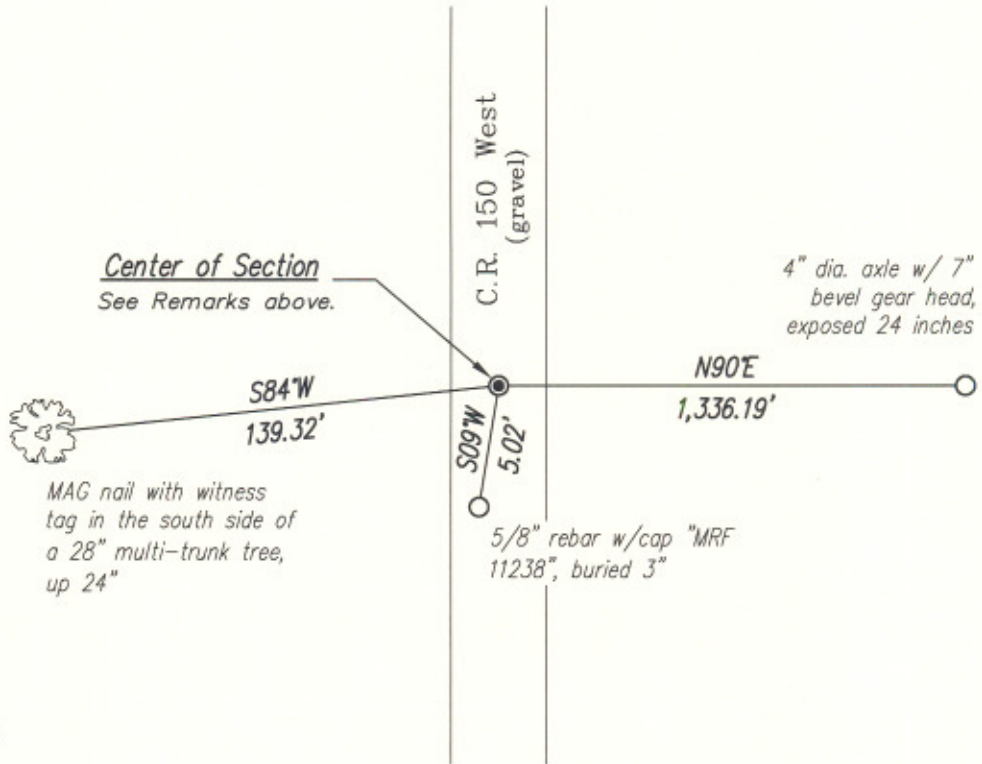 C.R. 150 West
(gravel)
Center of Section
See Remarks above.
4" dia. axle w/ 7"
bevel gear head,
exposed 24 inches
S84°W
139.32'
N90°E
1,336.19'
S09°W
5.02'
MAG nail with witness
tag in the south side of
a 28" multi-trunk tree,
up 24"
5/8" rebar w/cap "MRF
11238", buried 3"